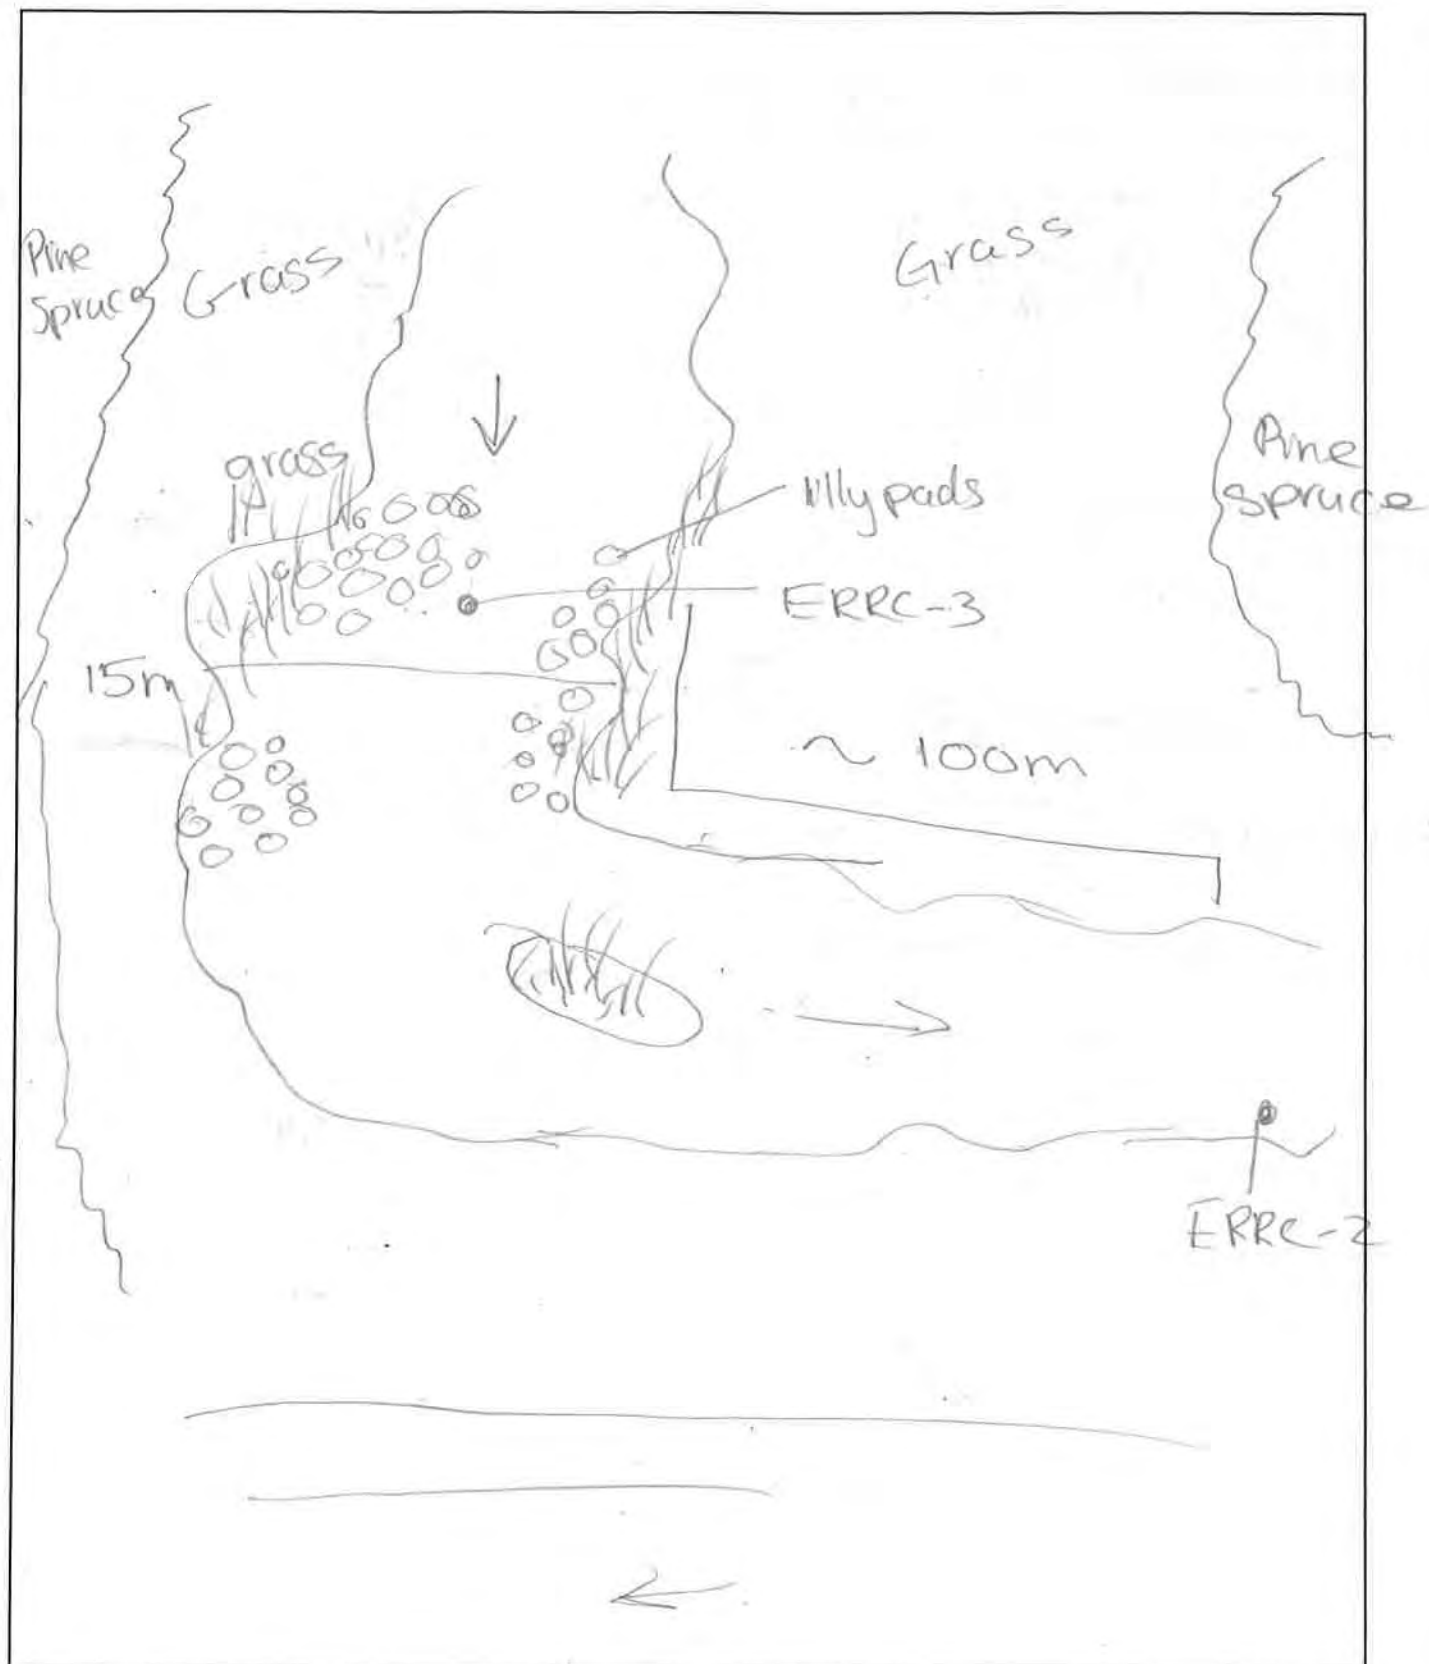 Pine
Spruce
Grass
Grass
grass
Pine
spruce
lilly pads
ERRC-3
15m
~ 100m
ERRC-2